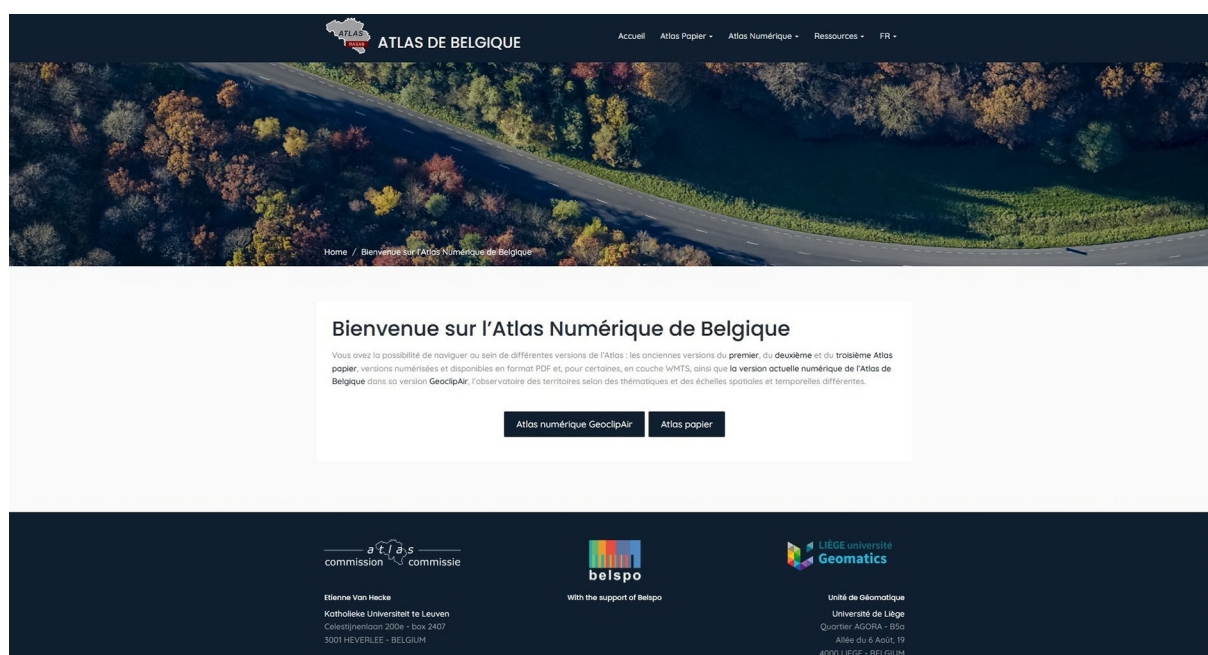 ATLAS
NASAB
ATLAS DE BELGIQUE
Accueil Atlas Papier Atlas Numérique Ressources FR
Home / Bienvenue sur l'Atlas Numérique de Belgique
Bienvenue sur l'Atlas Numérique de Belgique
Vous avez la possibilité de naviguer au sein de différentes versions de l'Atlas : les anciennes versions du premier, du deuxième et du troisième Atlas
papier, versions numérisées et disponibles en format PDF et, pour certaines, en couche WMTS, ainsi que la version actuelle numérique de l'Atlas de
Belgique dans sa version GeoclipAir, l'observatoire des territoires selon des thématiques et des échelles spatiales et temporelles différentes.
Atlas numérique GeoclipAir Atlas papier
atlas
commission commissie
belspo
LIÈGE université
Geomatics
Etienne Van Hecke
Katholieke Universiteit te Leuven
Celestijnenlaan 200e - box 2407
3001 HEVERLEE - BELGIUM
With the support of Belspo
Unité de Géomatique
Université de Liège
Quartier AGORA - B5a
Allée du 6 Août, 19
4000 LIEGE - BELGIUM